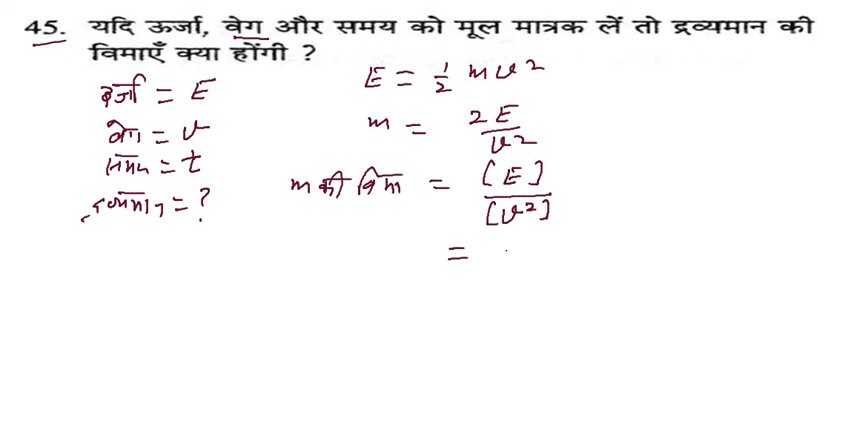 45. यदि ऊर्जा, वेग और समय को मूल मात्रक लें तो द्रव्यमान की
विमाएँ क्या होंगी ?
ऊर्जा = E
वेग = v
समय = t
द्रव्यमान = ?
E = 1/2 mv²
m = 2E/v²
m की विमा = [E]/[v²]
=